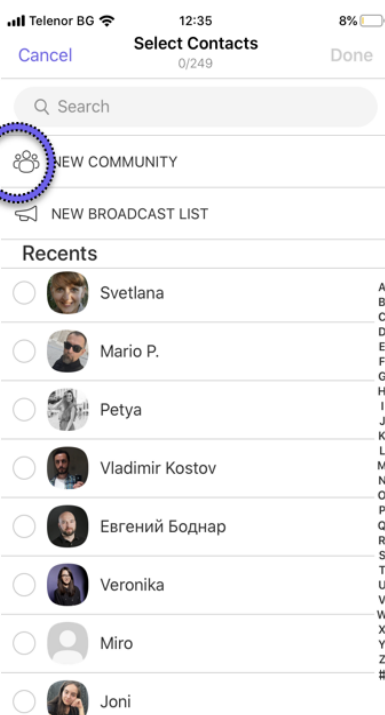 Telenor BG 12:35 8%
Cancel Select Contacts Done
0/249
Search
NEW COMMUNITY
NEW BROADCAST LIST
Recents
Svetlana
Mario P.
Petya
Vladimir Kostov
Евгений Боднар
Veronika
Miro
Joni
A
B
C
D
E
F
G
H
I
J
K
L
M
N
O
P
Q
R
S
T
U
V
W
X
Y
Z
#